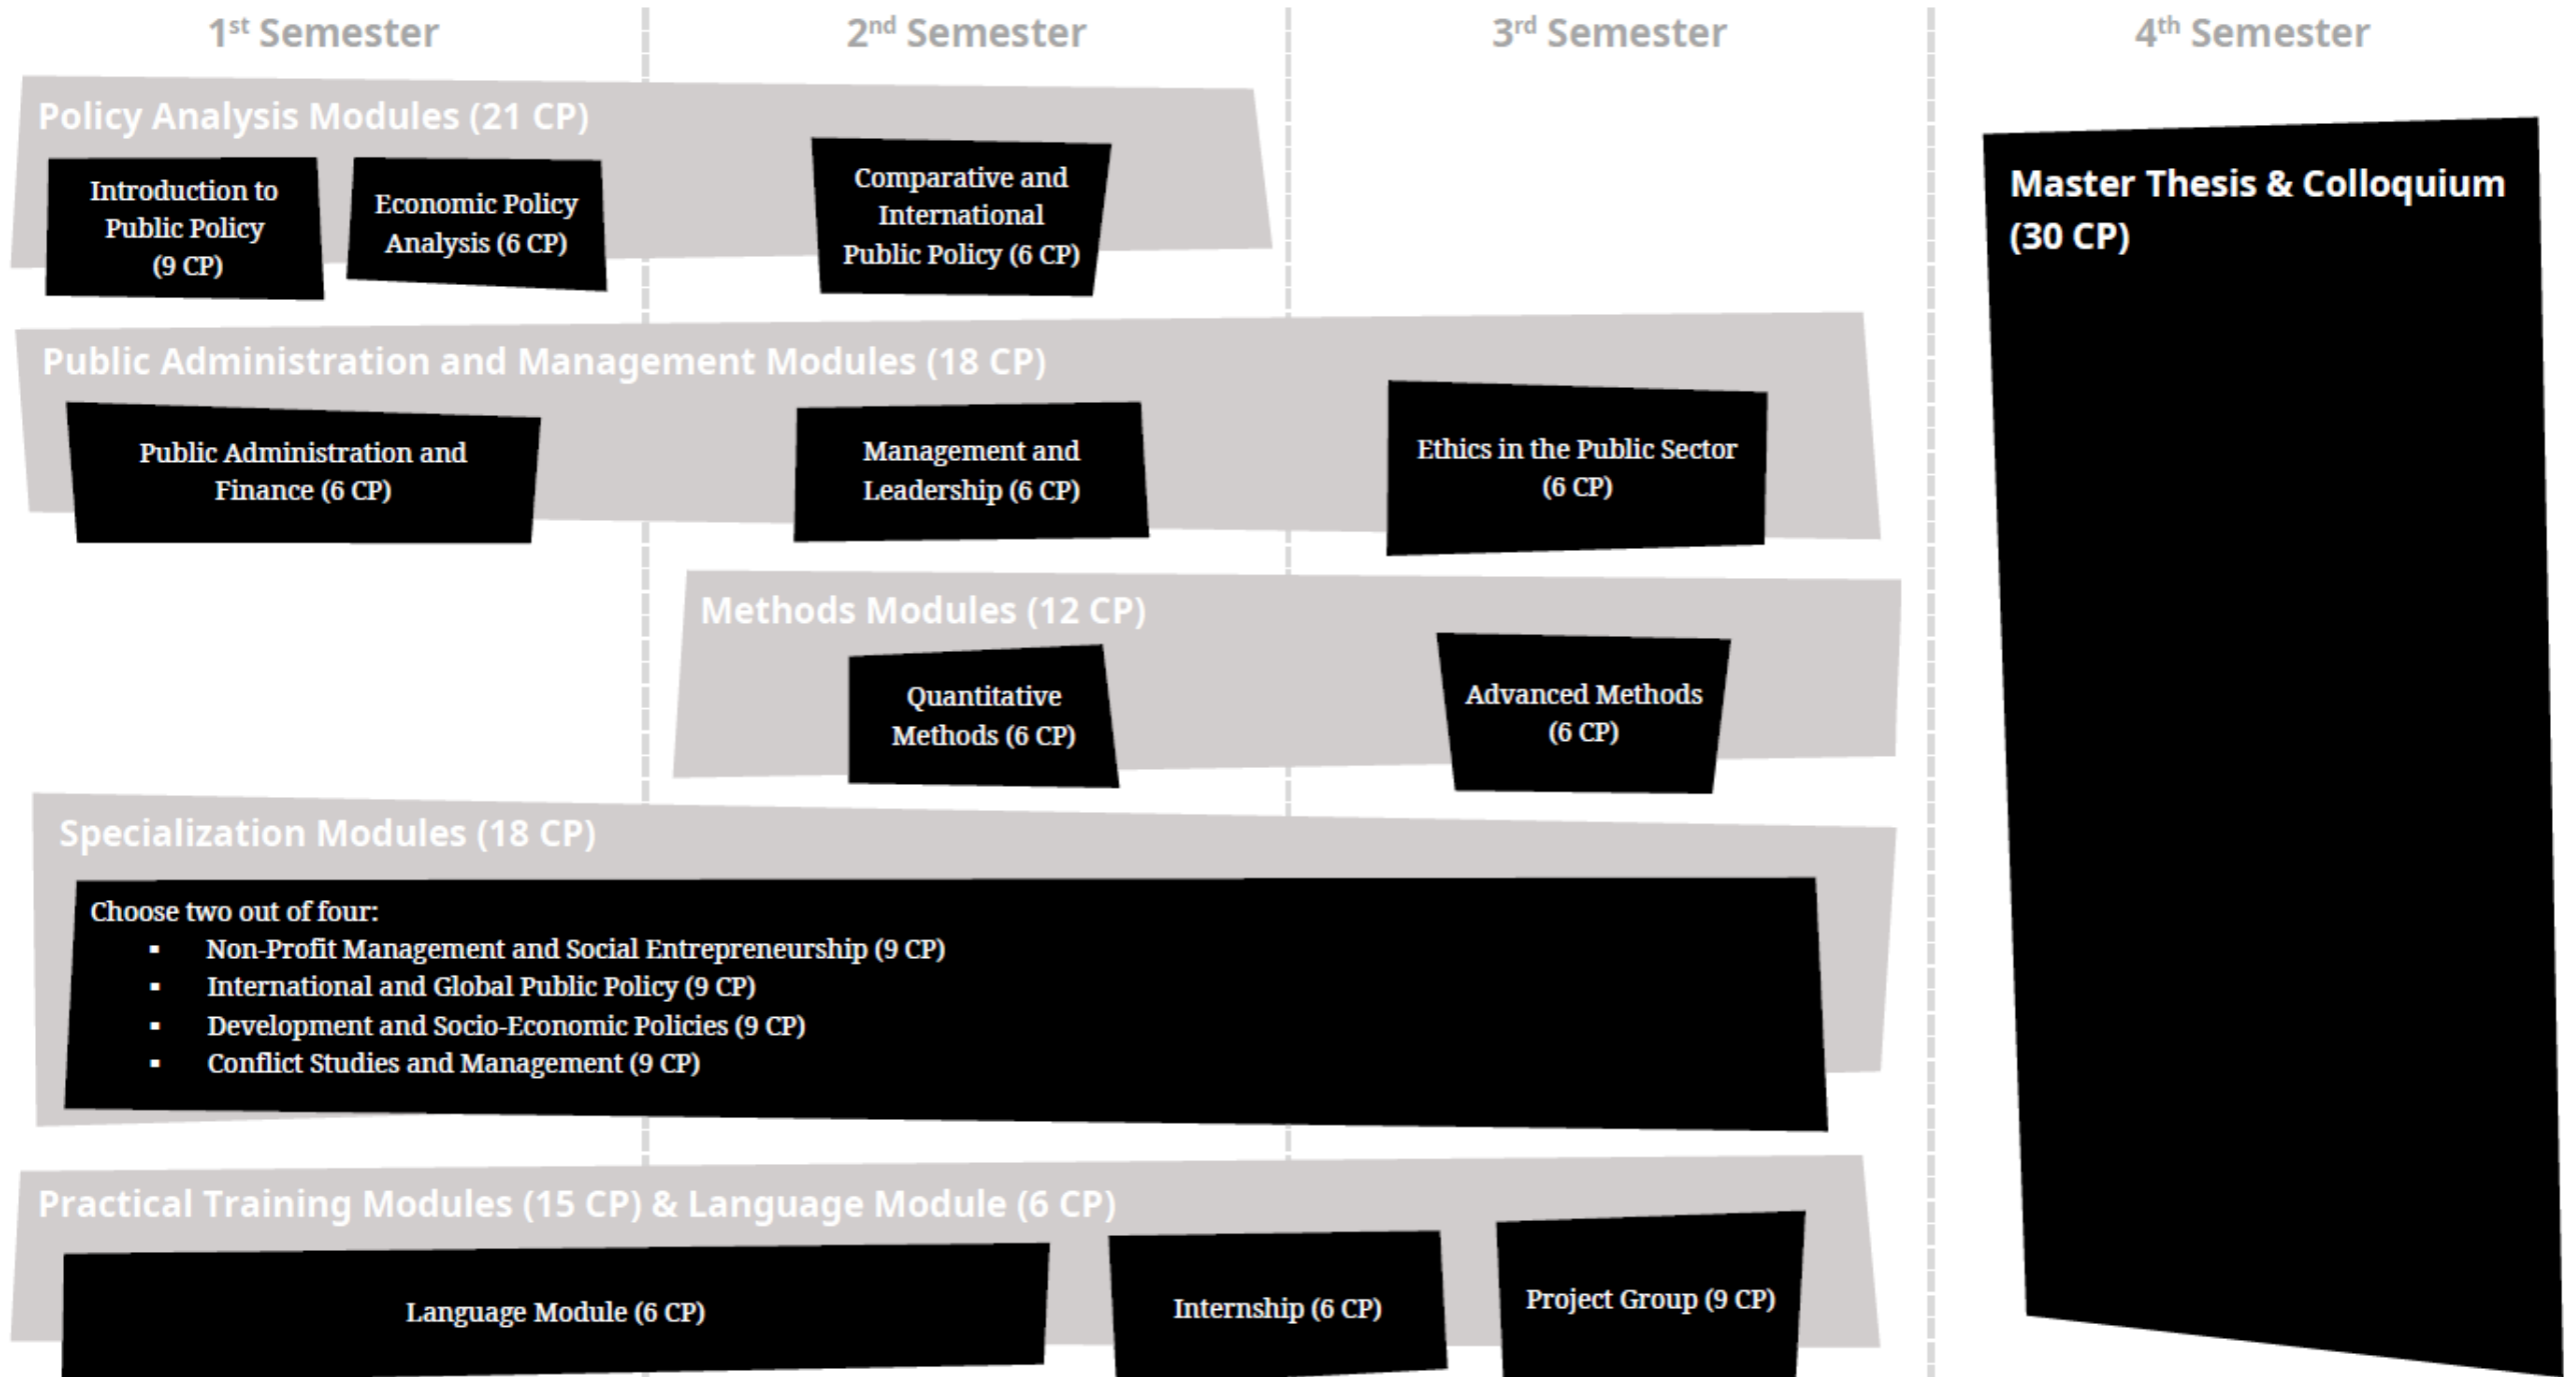 1st Semester
2nd Semester
3rd Semester
4th Semester
Policy Analysis Modules (21 CP)
Introduction to
Public Policy
(9 CP)
Economic Policy
Analysis (6 CP)
Comparative and
International
Public Policy (6 CP)
Master Thesis & Colloquium
(30 CP)
Public Administration and Management Modules (18 CP)
Public Administration and
Finance (6 CP)
Management and
Leadership (6 CP)
Ethics in the Public Sector
(6 CP)
Methods Modules (12 CP)
Quantitative
Methods (6 CP)
Advanced Methods
(6 CP)
Specialization Modules (18 CP)
Choose two out of four:
▪ Non-Profit Management and Social Entrepreneurship (9 CP)
▪ International and Global Public Policy (9 CP)
▪ Development and Socio-Economic Policies (9 CP)
▪ Conflict Studies and Management (9 CP)
Practical Training Modules (15 CP) & Language Module (6 CP)
Language Module (6 CP)
Internship (6 CP)
Project Group (9 CP)